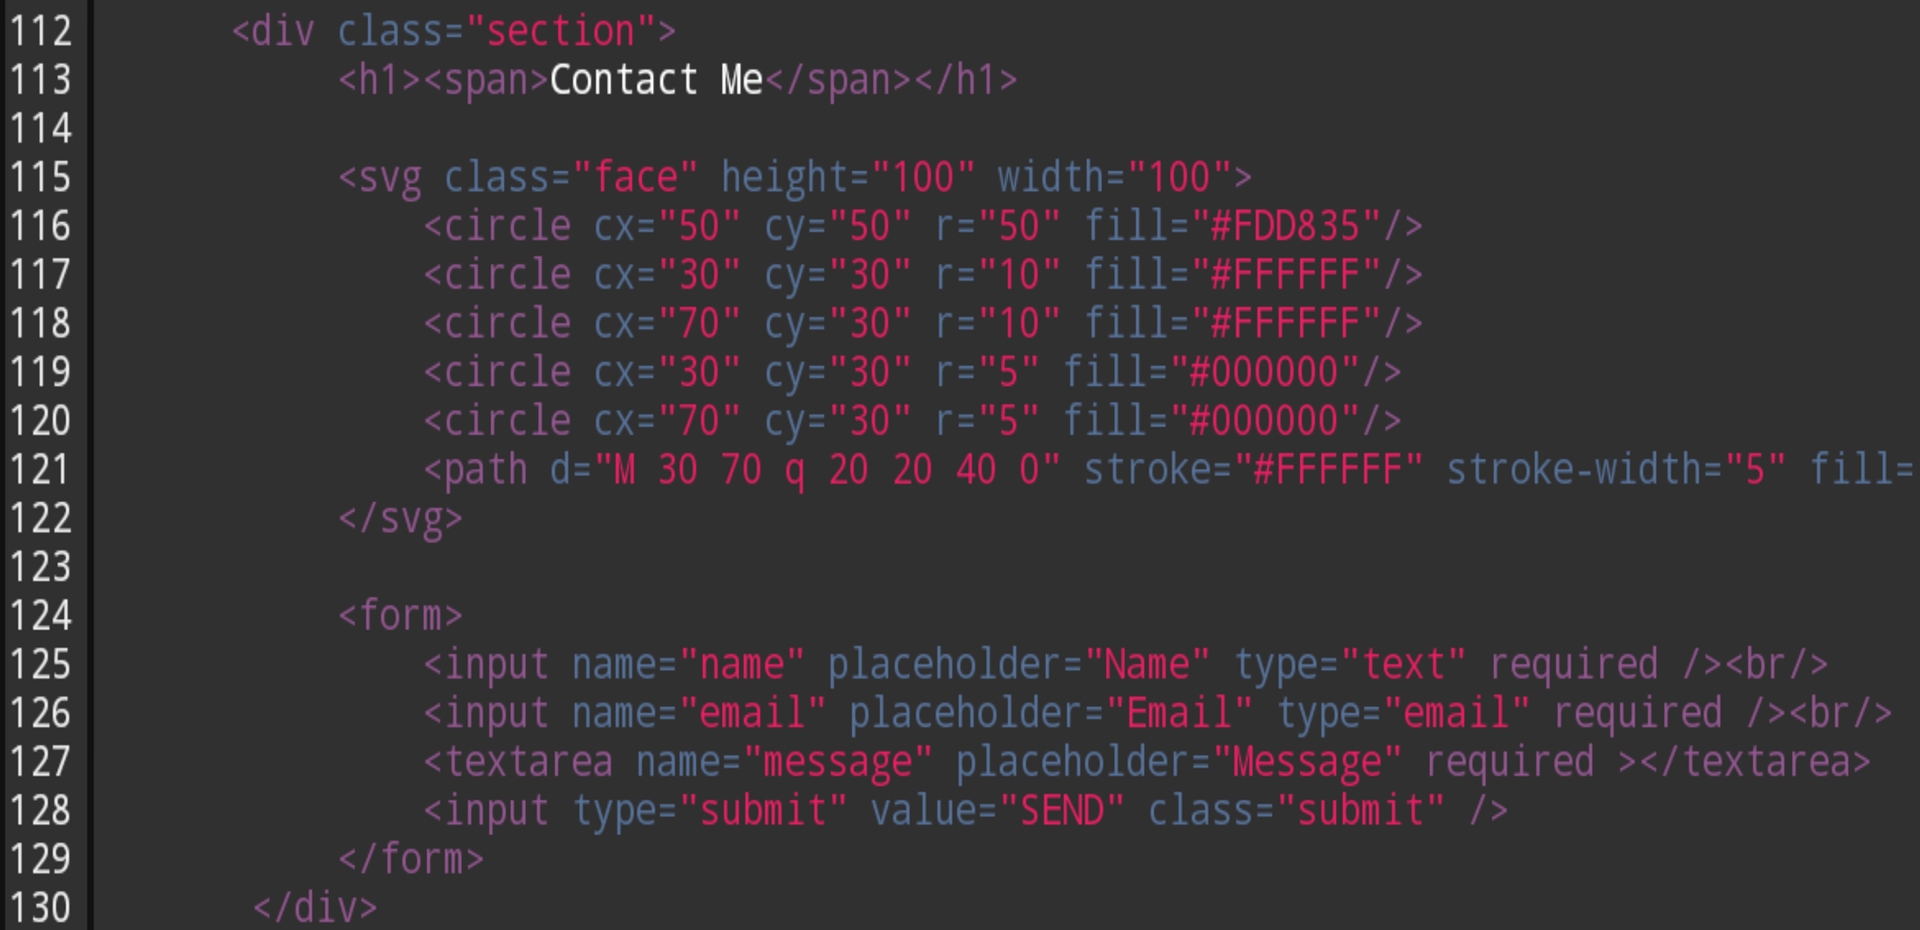 112 <div class="section">
113 <h1><span>Contact Me</span></h1>
114
115 <svg class="face" height="100" width="100">
116 <circle cx="50" cy="50" r="50" fill="#FDD835"/>
117 <circle cx="30" cy="30" r="10" fill="#FFFFFF"/>
118 <circle cx="70" cy="30" r="10" fill="#FFFFFF"/>
119 <circle cx="30" cy="30" r="5" fill="#000000"/>
120 <circle cx="70" cy="30" r="5" fill="#000000"/>
121 <path d="M 30 70 q 20 20 40 0" stroke="#FFFFFF" stroke-width="5" fill=
122 </svg>
123
124 <form>
125 <input name="name" placeholder="Name" type="text" required /><br/>
126 <input name="email" placeholder="Email" type="email" required /><br/>
127 <textarea name="message" placeholder="Message" required ></textarea>
128 <input type="submit" value="SEND" class="submit" />
129 </form>
130 </div>